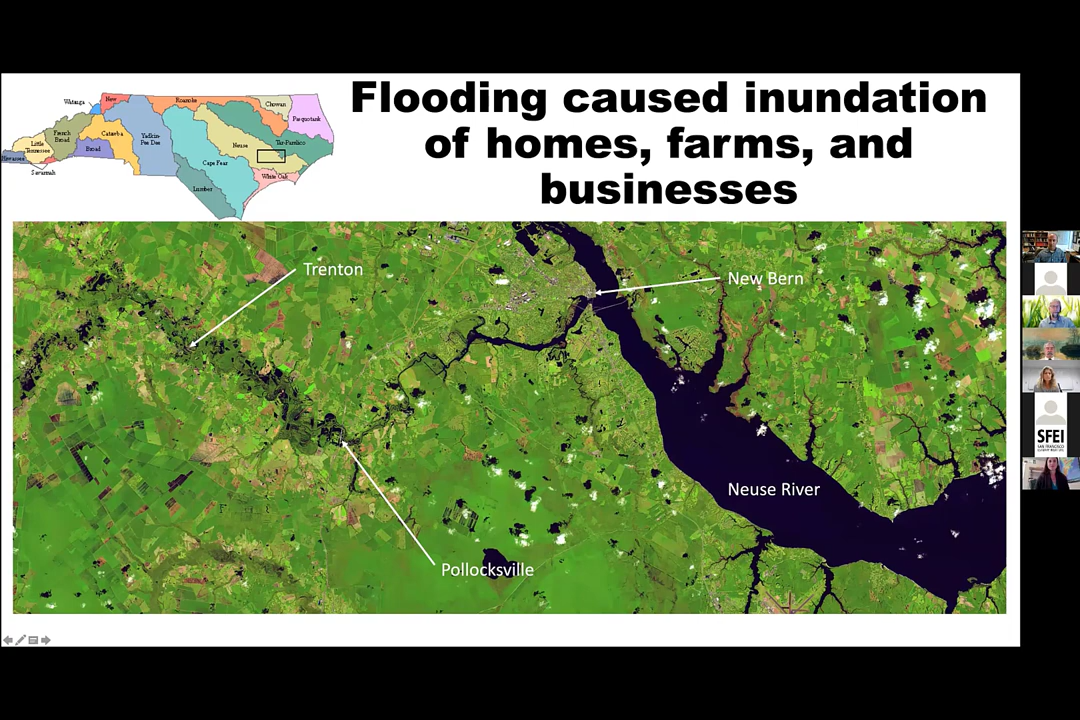 Flooding caused inundation
of homes, farms, and
businesses
Watauga
New
Roanoke
Chowan
Pasquotank
French
Broad
Catawba
Yadkin-
Pee Dee
Little
Tennessee
Broad
Neuse
Tar-Pamlico
Hiwassee
Savannah
Cape Fear
White Oak
Lumber
Trenton
New Bern
Neuse River
Pollocksville
SFEI